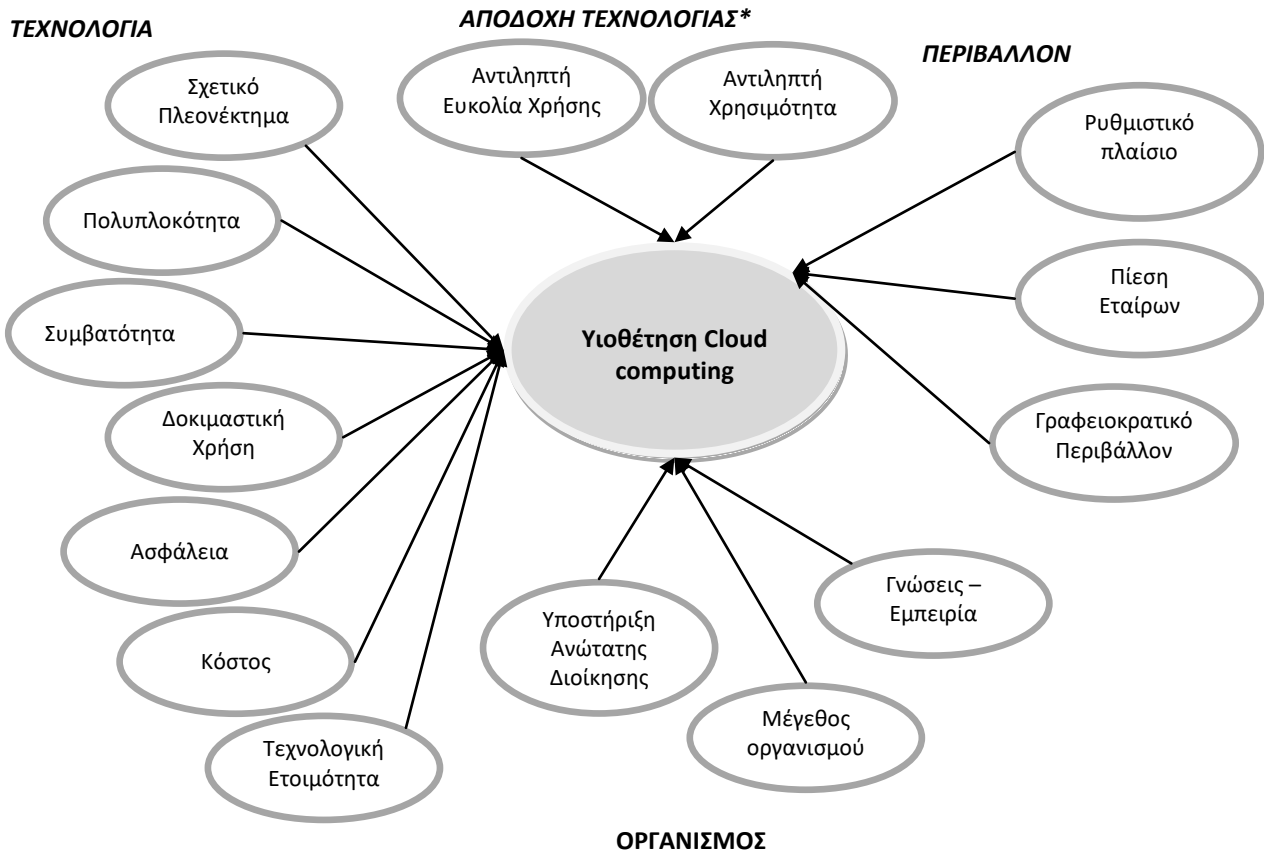 ΤΕΧΝΟΛΟΓΙΑ
ΑΠΟΔΟΧΗ ΤΕΧΝΟΛΟΓΙΑΣ*
ΠΕΡΙΒΑΛΛΟΝ
Σχετικό
Πλεονέκτημα
Αντιληπτή
Ευκολία Χρήσης
Αντιληπτή
Χρησιμότητα
Ρυθμιστικό
πλαίσιο
Πολυπλοκότητα
Πίεση
Εταίρων
Συμβατότητα
Υιοθέτηση Cloud
computing
Δοκιμαστική
Χρήση
Γραφειοκρατικό
Περιβάλλον
Ασφάλεια
Γνώσεις –
Εμπειρία
Υποστήριξη
Ανώτατης
Διοίκησης
Κόστος
Μέγεθος
οργανισμού
Τεχνολογική
Ετοιμότητα
ΟΡΓΑΝΙΣΜΟΣ